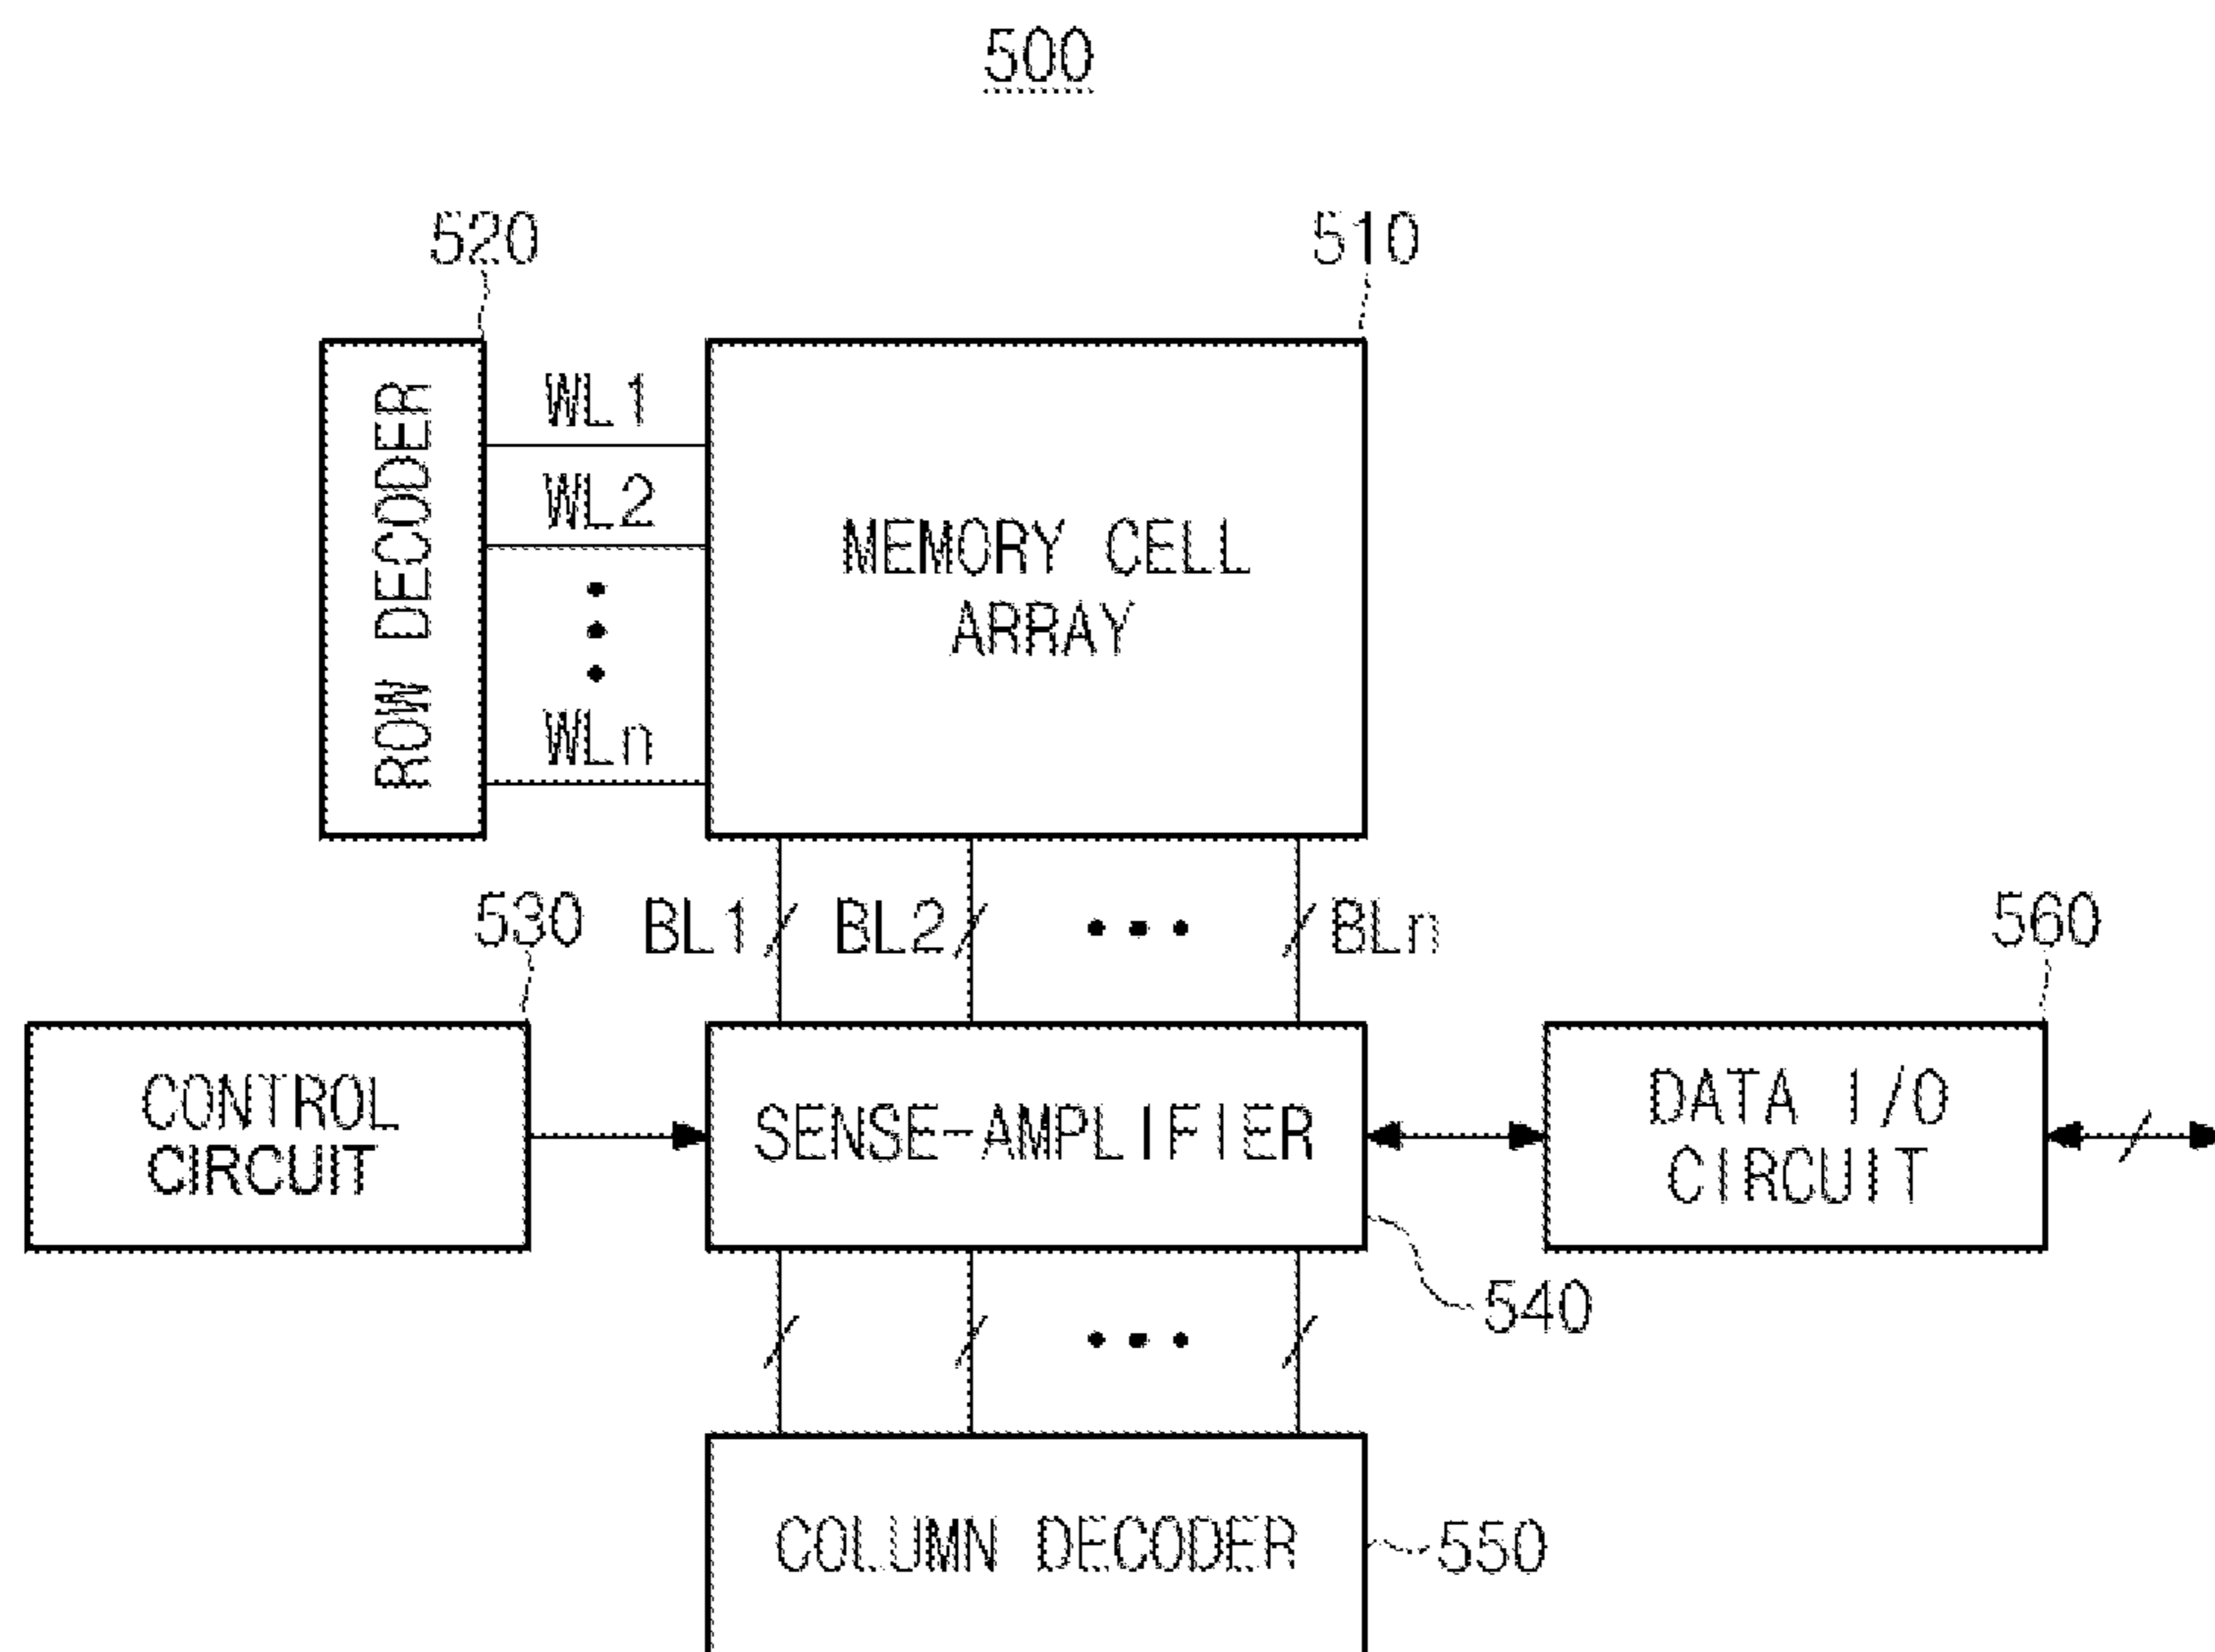 500
520
510
ROW DECODER
WL1
WL2
WLn
MEMORY CELL
ARRAY
530
BL1
BL2
BLn
560
CONTROL
CIRCUIT
SENSE-AMPLIFIER
DATA I/O
CIRCUIT
540
COLUMN DECODER
550